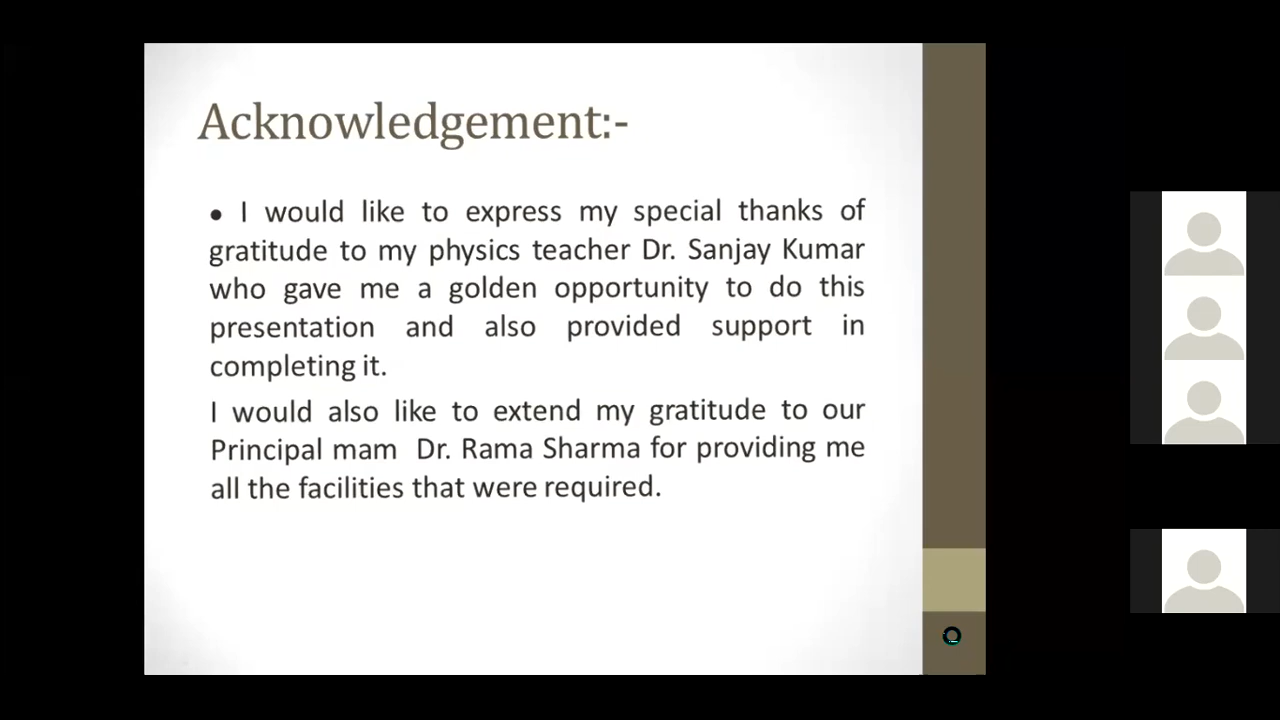 Acknowledgement:-
• I would like to express my special thanks of
gratitude to my physics teacher Dr. Sanjay Kumar
who gave me a golden opportunity to do this
presentation and also provided support in
completing it.
I would also like to extend my gratitude to our
Principal mam Dr. Rama Sharma for providing me
all the facilities that were required.